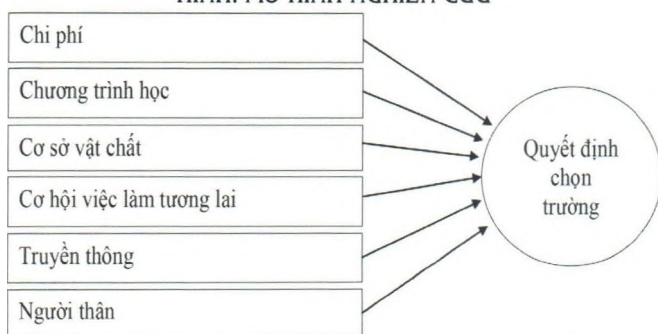 Chi phí
Chương trình học
Cơ sở vật chất
Cơ hội việc làm tương lai
Truyền thông
Người thân
Quyết định
chọn
trường